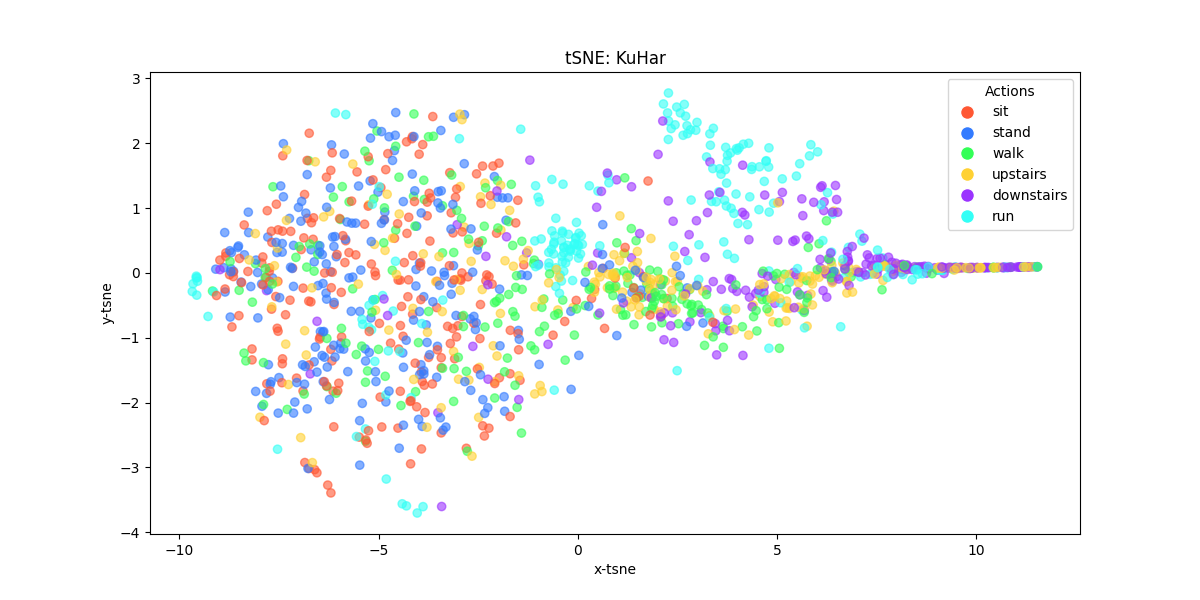 tSNE: KuHar
Actions
sit
stand
walk
upstairs
downstairs
run
3
2
1
0
−1
−2
−3
−4
y-tsne
−10
−5
0
5
10
x-tsne